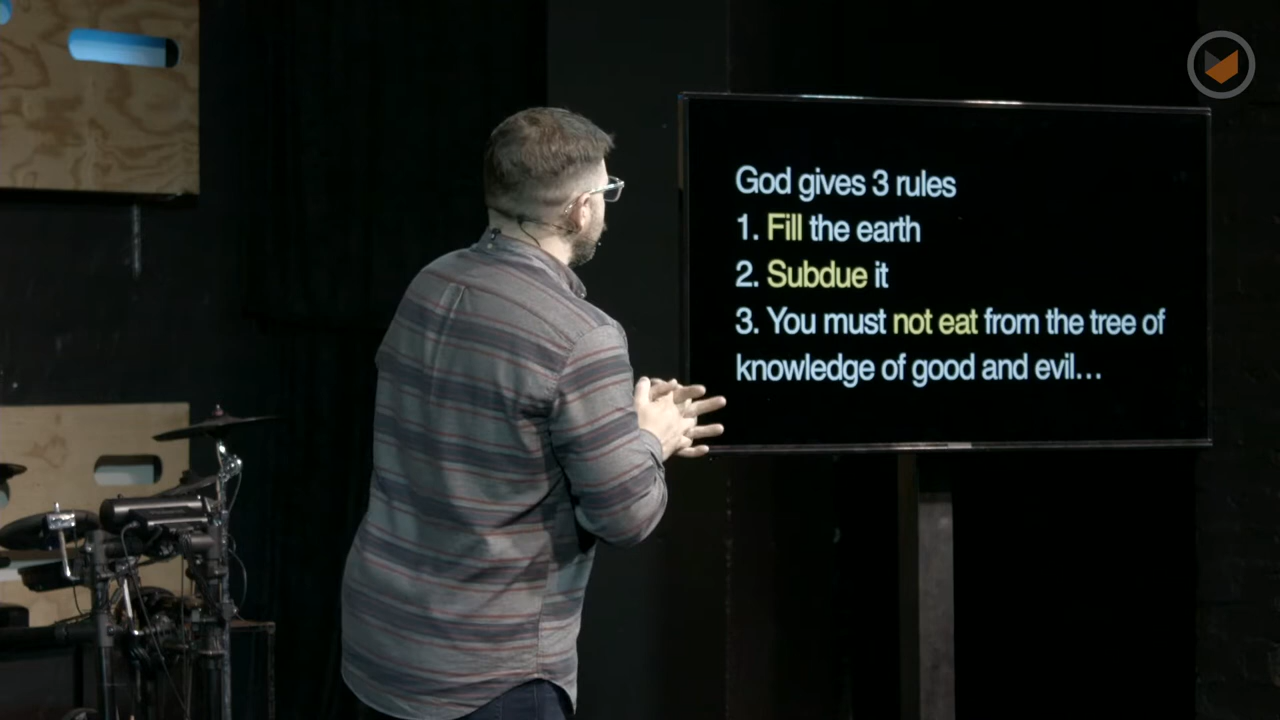 God gives 3 rules
1. Fill the earth
2. Subdue it
3. You must not eat from the tree of
knowledge of good and evil…